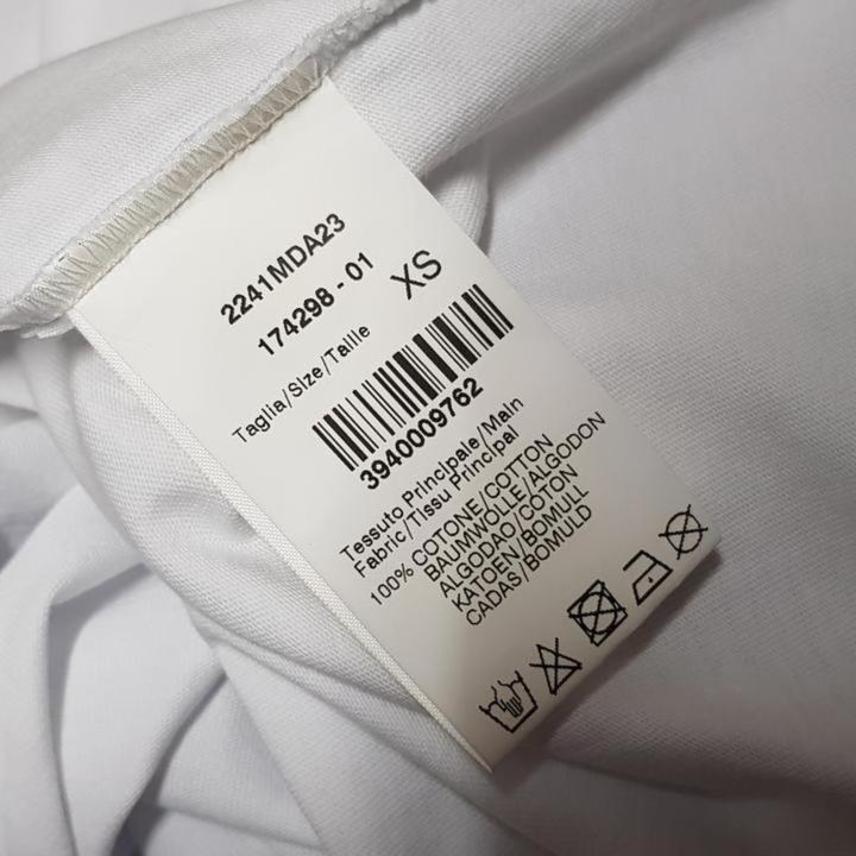 2241MDA23
174298 - 01
Taglia/Size/Taille XS
3940009762
Tessuto Principale/Main
Fabric/Tissu Principal
100% COTONE/COTTON
BAUMWOLLE/ALGODON
ALGODAO/COTON
KATOEN/BOMULL
CADAS/BOMULD